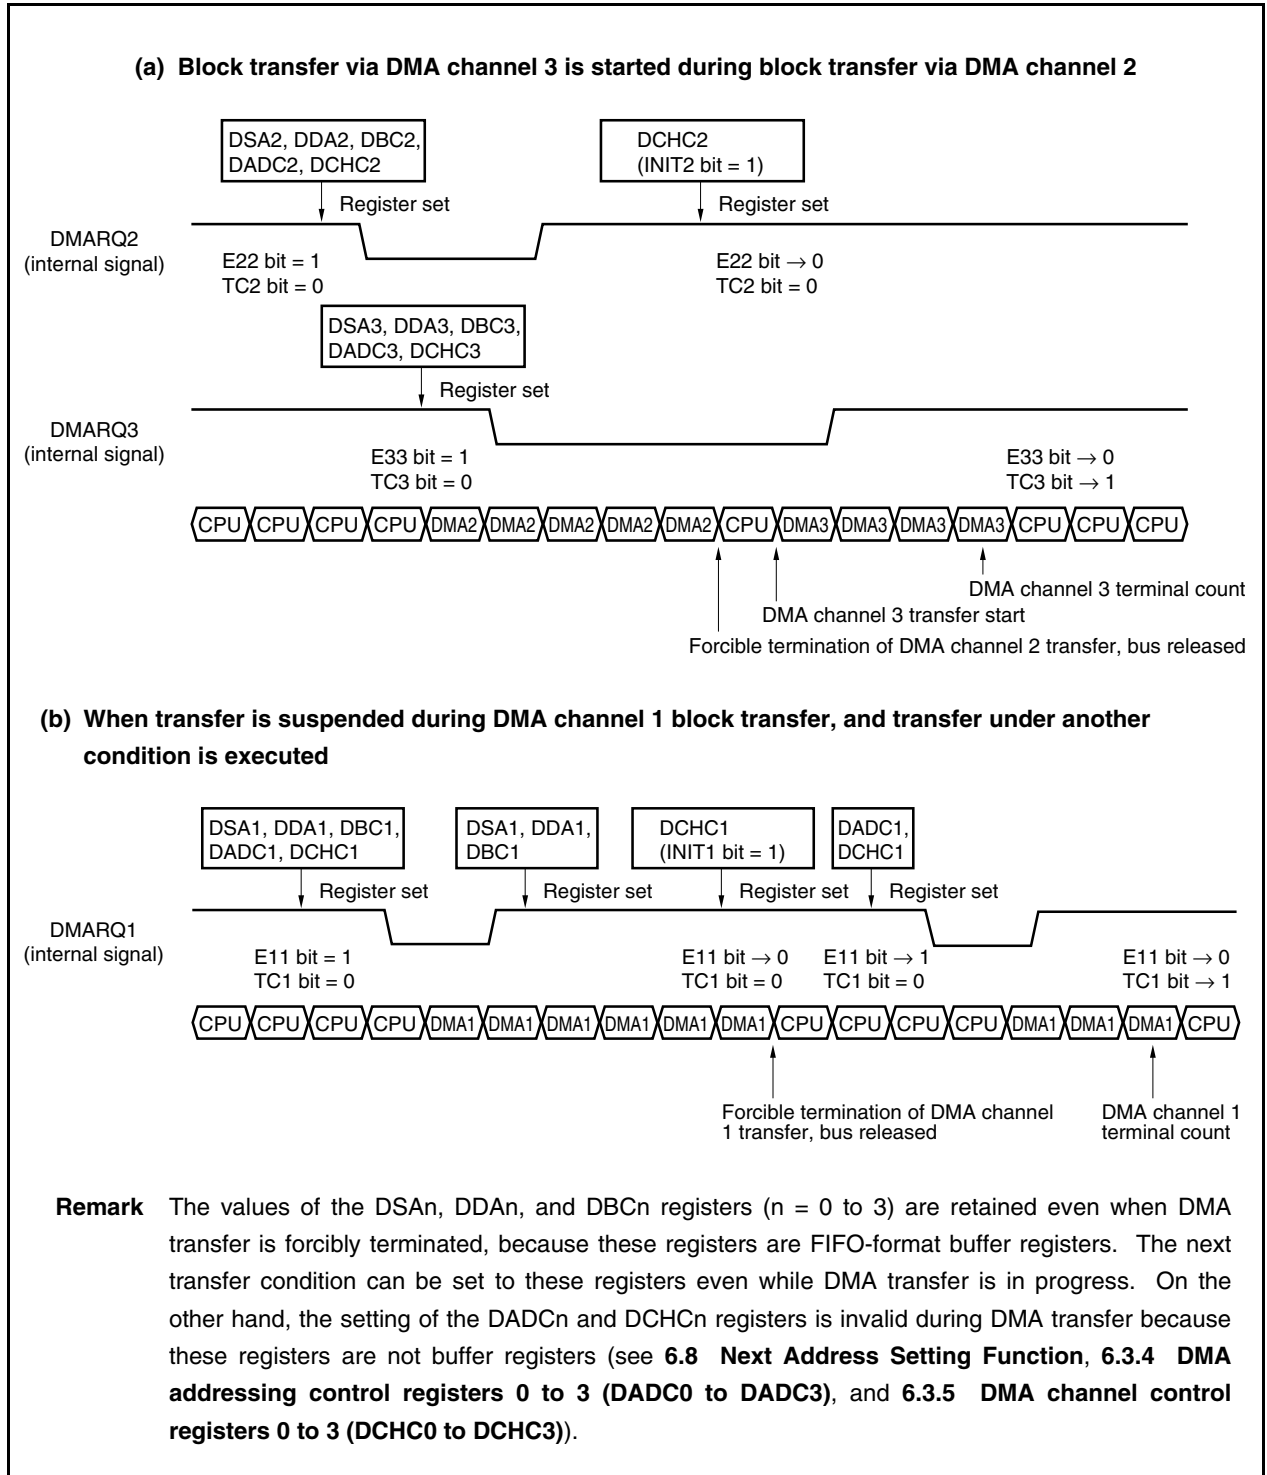 (a) Block transfer via DMA channel 3 is started during block transfer via DMA channel 2
DSA2, DDA2, DBC2,
DADC2, DCHC2
DCHC2
(INIT2 bit = 1)
Register set
Register set
DMARQ2
(internal signal)
E22 bit = 1
TC2 bit = 0
E22 bit → 0
TC2 bit = 0
DSA3, DDA3, DBC3,
DADC3, DCHC3
Register set
DMARQ3
(internal signal)
E33 bit = 1
TC3 bit = 0
E33 bit → 0
TC3 bit → 1
CPU CPU CPU CPU DMA2 DMA2 DMA2 DMA2 DMA2 CPU DMA3 DMA3 DMA3 DMA3 CPU CPU CPU
DMA channel 3 terminal count
DMA channel 3 transfer start
Forcible termination of DMA channel 2 transfer, bus released
(b) When transfer is suspended during DMA channel 1 block transfer, and transfer under another
condition is executed
DSA1, DDA1, DBC1,
DADC1, DCHC1
DSA1, DDA1,
DBC1
DCHC1
(INIT1 bit = 1)
DADC1,
DCHC1
Register set
Register set
Register set
Register set
DMARQ1
(internal signal)
E11 bit = 1
TC1 bit = 0
E11 bit → 0
TC1 bit = 0
E11 bit → 1
TC1 bit = 0
E11 bit → 0
TC1 bit → 1
CPU CPU CPU CPU DMA1 DMA1 DMA1 DMA1 DMA1 DMA1 CPU CPU CPU CPU DMA1 DMA1 DMA1 CPU
Forcible termination of DMA channel
1 transfer, bus released
DMA channel 1
terminal count
Remark The values of the DSAn, DDAn, and DBCn registers (n = 0 to 3) are retained even when DMA
transfer is forcibly terminated, because these registers are FIFO-format buffer registers. The next
transfer condition can be set to these registers even while DMA transfer is in progress. On the
other hand, the setting of the DADCn and DCHCn registers is invalid during DMA transfer because
these registers are not buffer registers (see 6.8 Next Address Setting Function, 6.3.4 DMA
addressing control registers 0 to 3 (DADC0 to DADC3), and 6.3.5 DMA channel control
registers 0 to 3 (DCHC0 to DCHC3)).